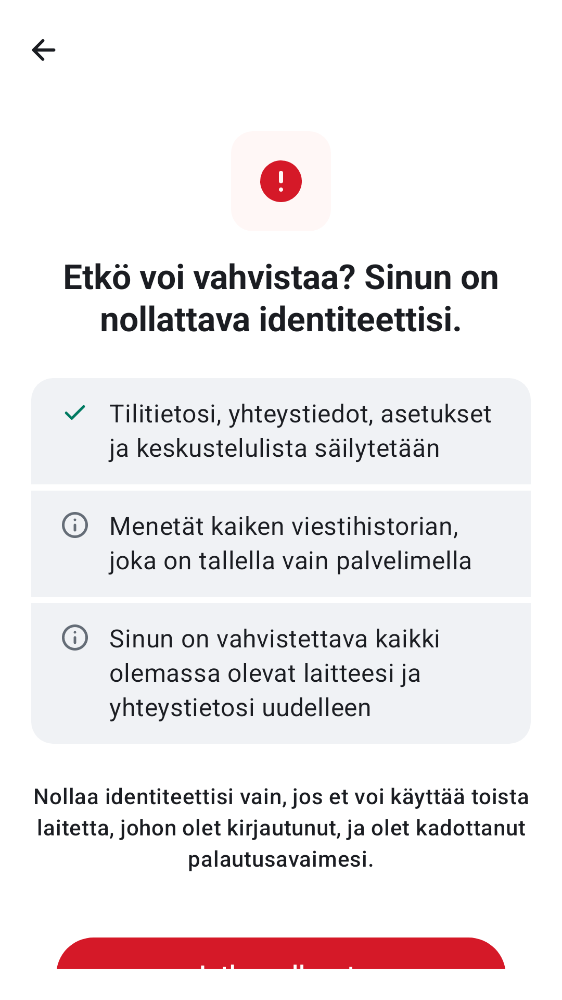 Etkö voi vahvistaa? Sinun on
nollattava identiteettisi.
Tilitietosi, yhteystiedot, asetukset
ja keskustelulista säilytetään
Menetät kaiken viestihistorian,
joka on tallella vain palvelimella
Sinun on vahvistettava kaikki
olemassa olevat laitteesi ja
yhteystietosi uudelleen
Nollaa identiteettisi vain, jos et voi käyttää toista
laitetta, johon olet kirjautunut, ja olet kadottanut
palautusavaimesi.